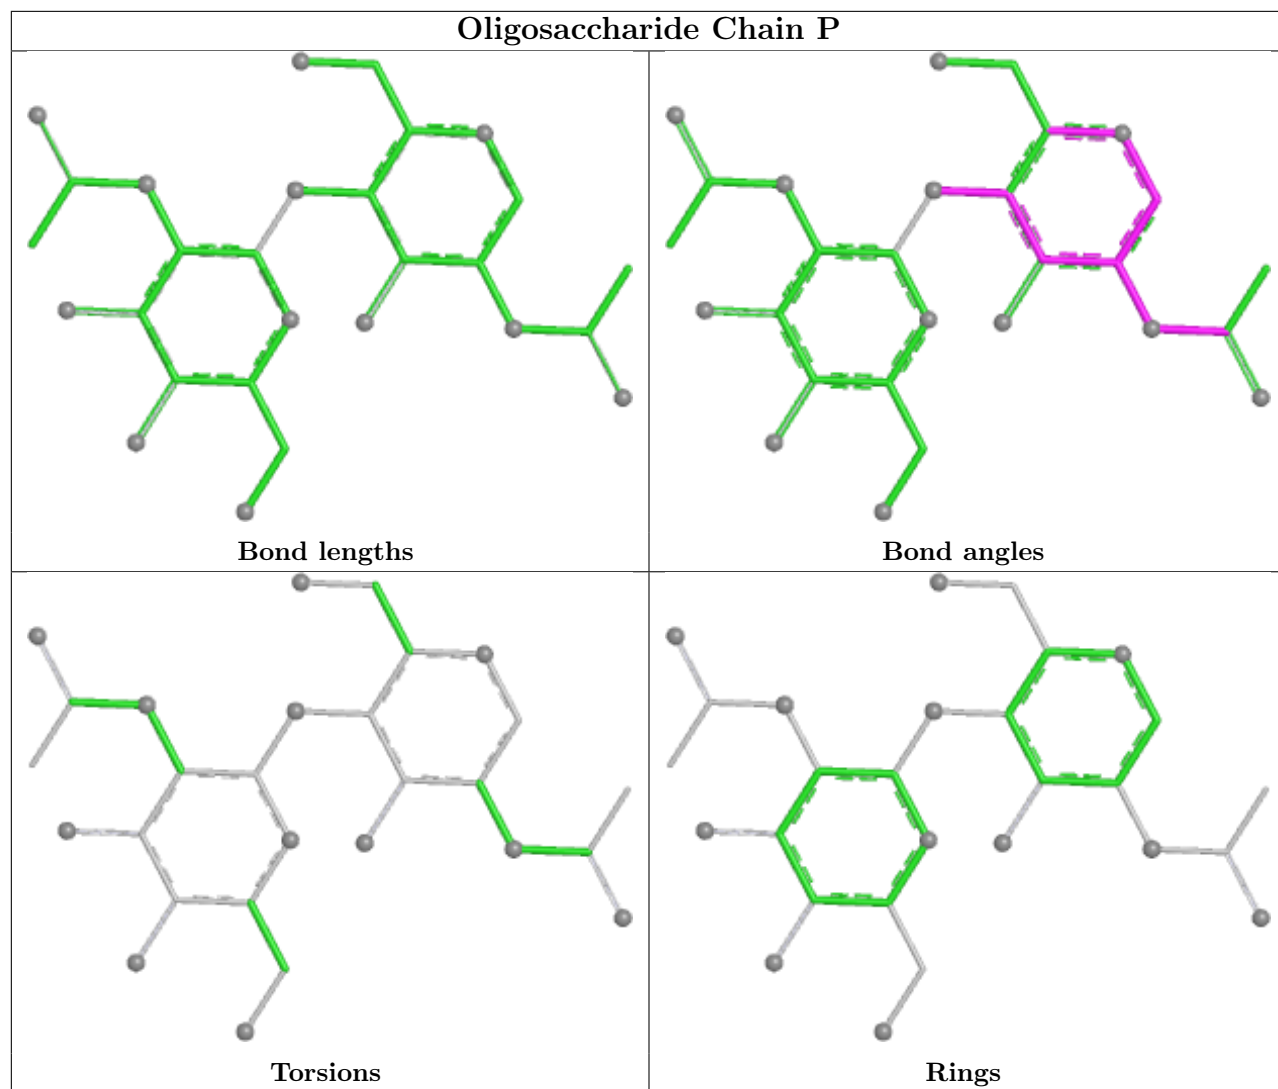 Oligosaccharide Chain P
Bond lengths
Bond angles
Torsions
Rings